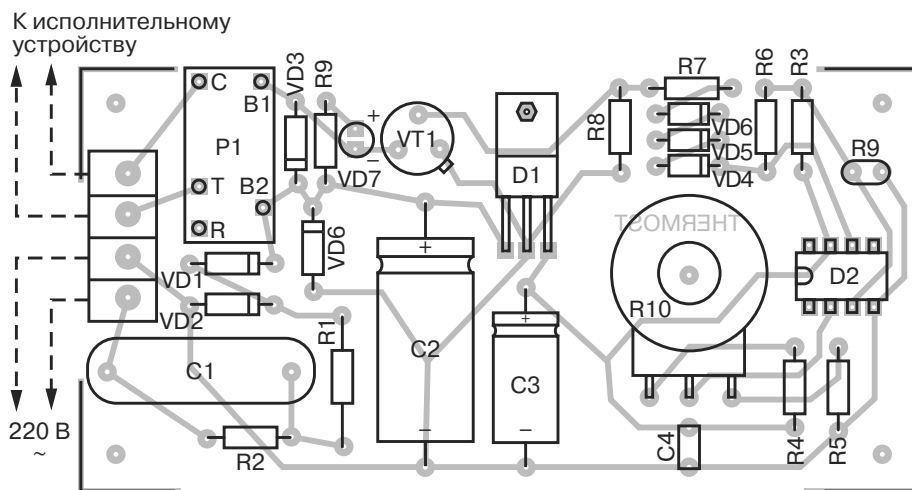 К исполнительному
устройству
C
B1
P1
T
B2
R
VD3
R9
+
–
VD7
VT1
D1
R8
R7
VD6
VD5
VD4
R6
R3
R9
THERMOST
D2
VD1
VD2
VD6
R1
C1
R2
+
C2
–
+
C3
–
R10
C4
R4
R5
220 В
~